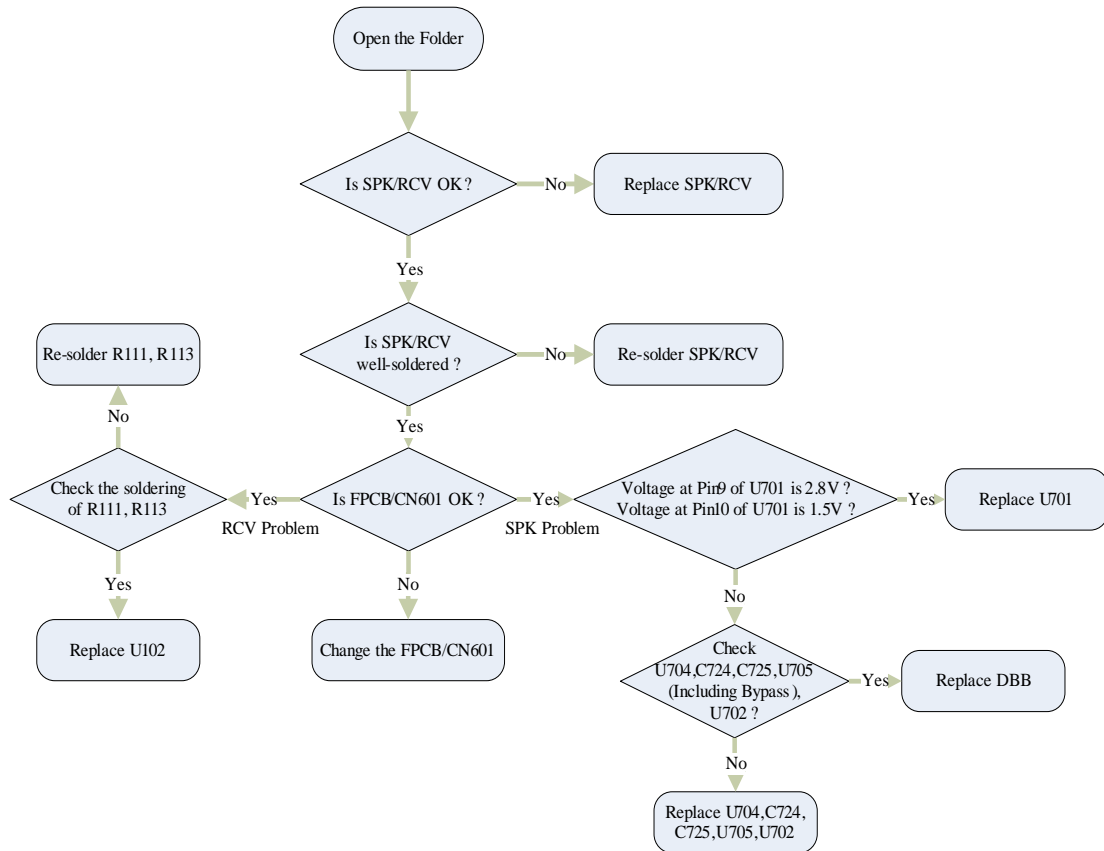 Open the Folder
Is SPK/RCV OK ?
No
Replace SPK/RCV
Yes
Is SPK/RCV
well-soldered ?
No
Re-solder SPK/RCV
Re-solder R111, R113
No
Yes
Check the soldering
of R111, R113
Yes
RCV Problem
Is FPCB/CN601 OK ?
Yes
SPK Problem
Voltage at Pin9 of U701 is 2.8V ?
Voltage at Pin10 of U701 is 1.5V ?
Yes
Replace U701
Yes
No
No
Replace U102
Change the FPCB/CN601
Check
U704,C724,C725,U705
(Including Bypass),
U702 ?
Yes
Replace DBB
No
Replace U704,C724,
C725,U705,U702